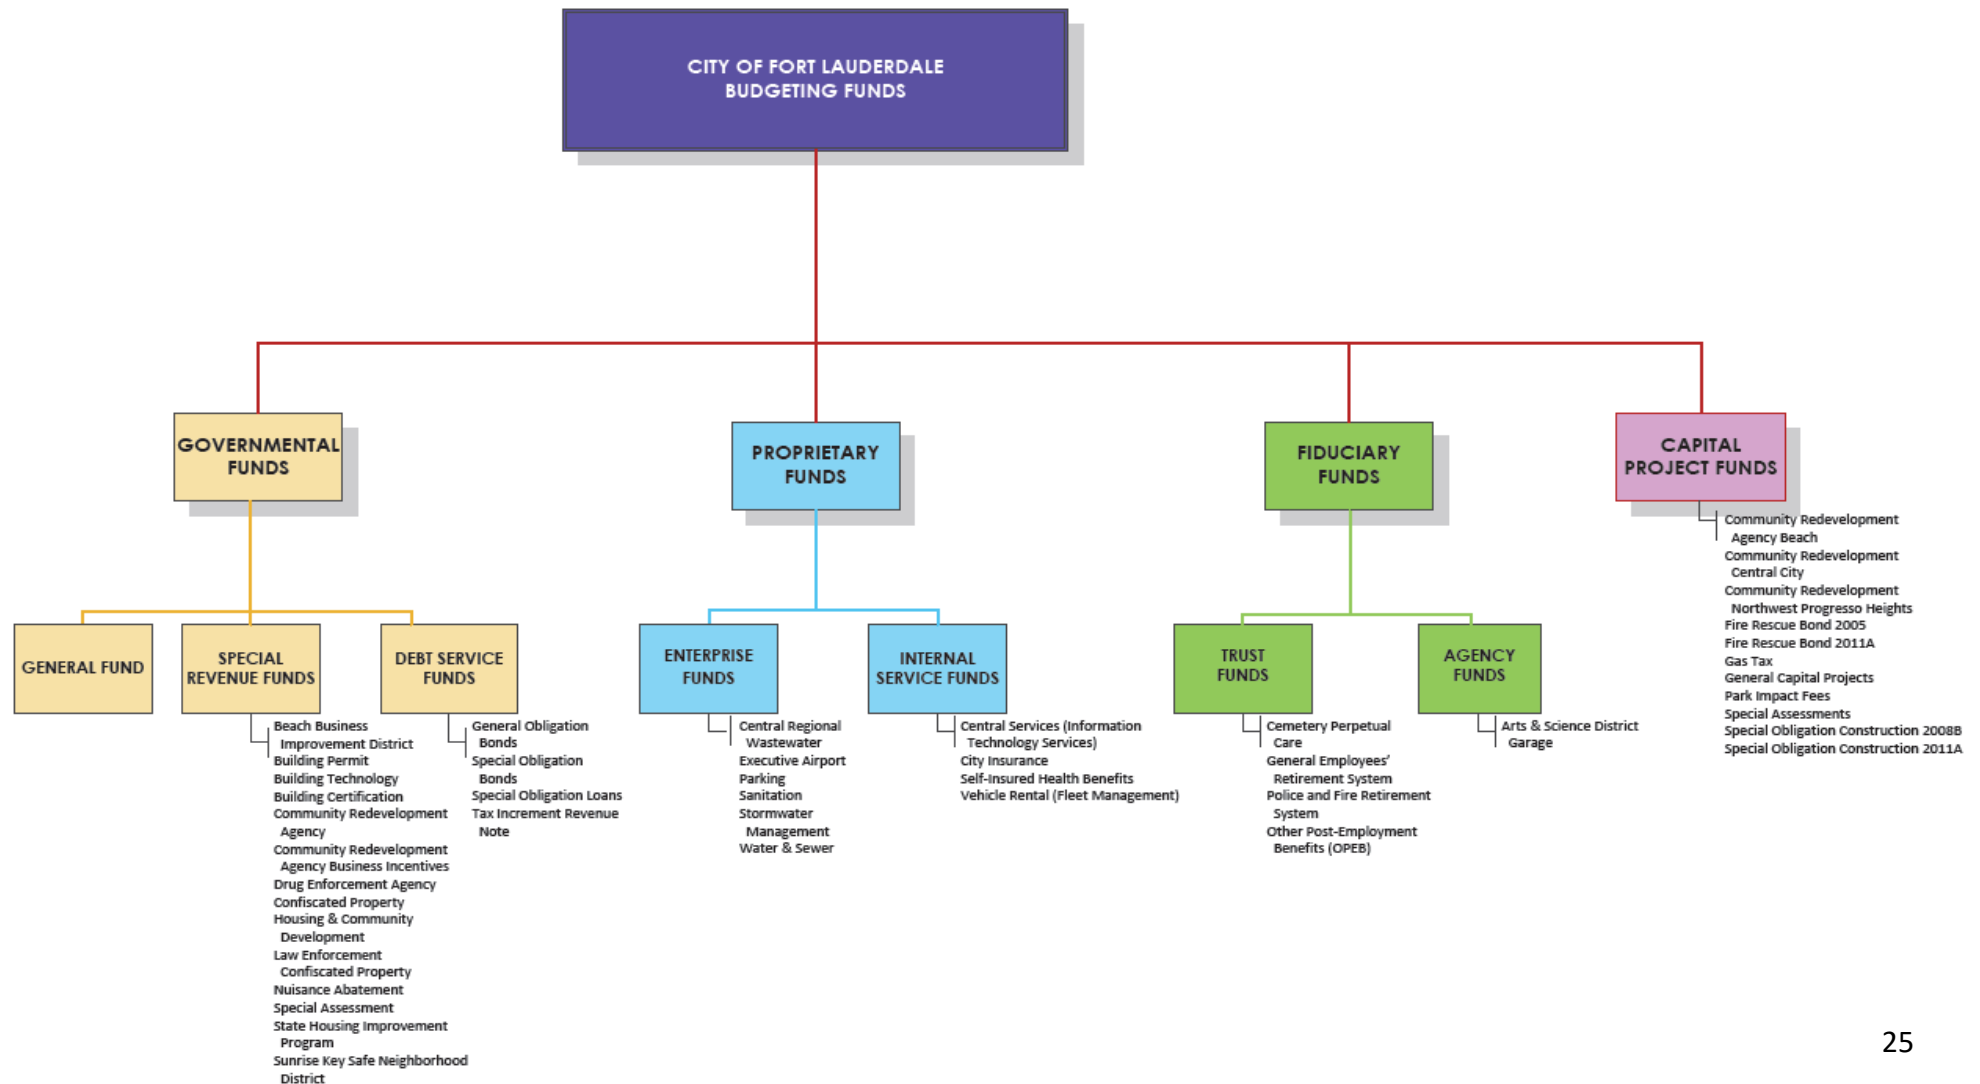 CITY OF FORT LAUDERDALE
BUDGETING FUNDS
GOVERNMENTAL
FUNDS
PROPRIETARY
FUNDS
FIDUCIARY
FUNDS
CAPITAL
PROJECT FUNDS
Community Redevelopment
Agency Beach
Community Redevelopment
Central City
Community Redevelopment
Northwest Progresso Heights
Fire Rescue Bond 2005
Fire Rescue Bond 2011A
Gas Tax
General Capital Projects
Park Impact Fees
Special Assessments
Special Obligation Construction 2008B
Special Obligation Construction 2011A
GENERAL FUND
SPECIAL
REVENUE FUNDS
Beach Business
Improvement District
Building Permit
Building Technology
Building Certification
Community Redevelopment
Agency
Community Redevelopment
Agency Business Incentives
Drug Enforcement Agency
Confiscated Property
Housing & Community
Development
Law Enforcement
Confiscated Property
Nuisance Abatement
Special Assessment
State Housing Improvement
Program
Sunrise Key Safe Neighborhood
District
DEBT SERVICE
FUNDS
General Obligation
Bonds
Special Obligation
Bonds
Special Obligation Loans
Tax Increment Revenue
Note
ENTERPRISE
FUNDS
Central Regional
Wastewater
Executive Airport
Parking
Sanitation
Stormwater
Management
Water & Sewer
INTERNAL
SERVICE FUNDS
Central Services (Information
Technology Services)
City Insurance
Self-Insured Health Benefits
Vehicle Rental (Fleet Management)
TRUST
FUNDS
Cemetery Perpetual
Care
General Employees'
Retirement System
Police and Fire Retirement
System
Other Post-Employment
Benefits (OPEB)
AGENCY
FUNDS
Arts & Science District
Garage
25